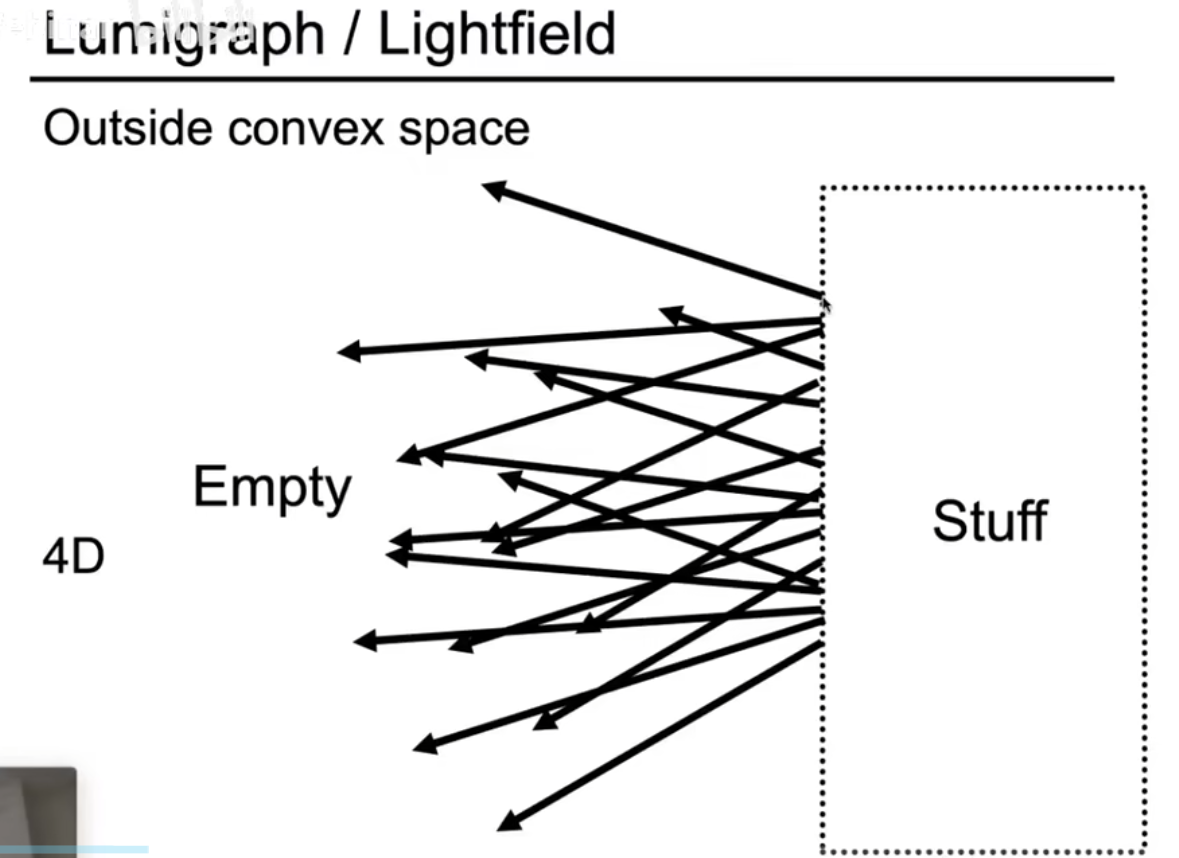 Lumigraph / Lightfield
Outside convex space
Empty
Stuff
4D